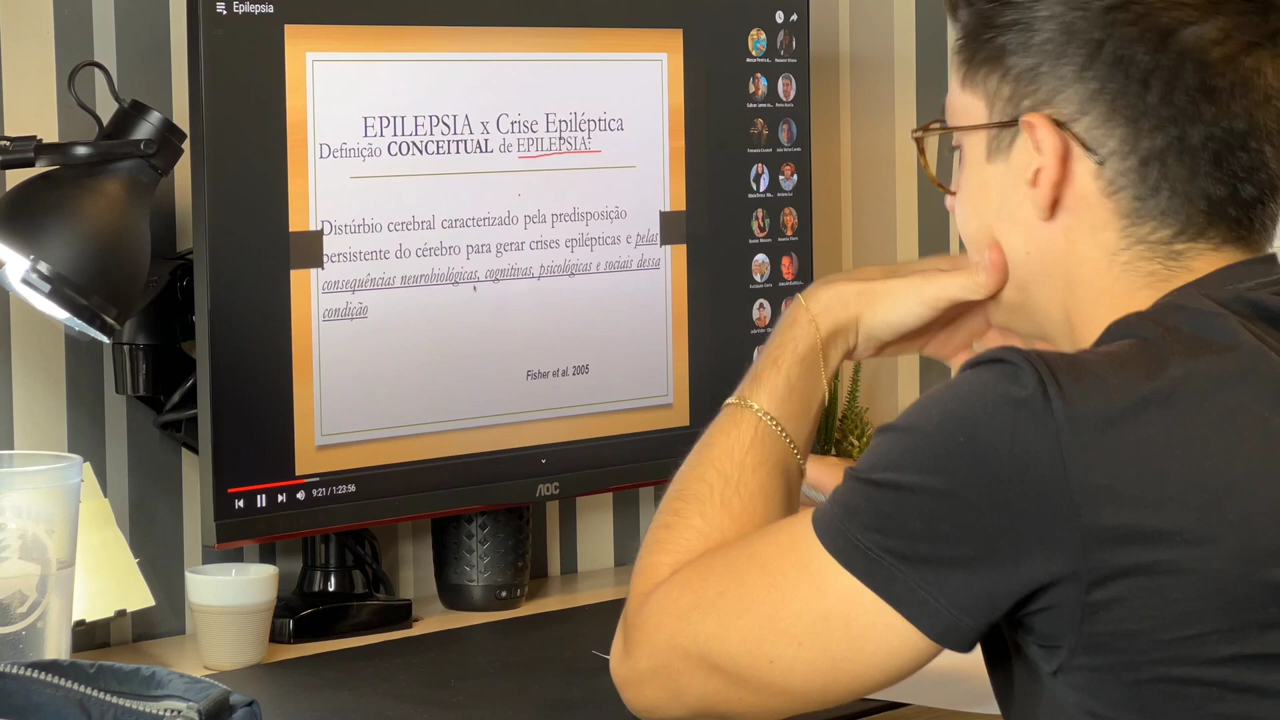 Epilepsia
EPILEPSIA x Crise Epiléptica
Definição CONCEITUAL de EPILEPSIA:
Distúrbio cerebral caracterizado pela predisposição
persistente do cérebro para gerar crises epilépticas e pelas
consequências neurobiológicas, cognitivas, psicológicas e sociais dessa
condição
Fisher et al. 2005
9:21 / 1:23:56
AOC